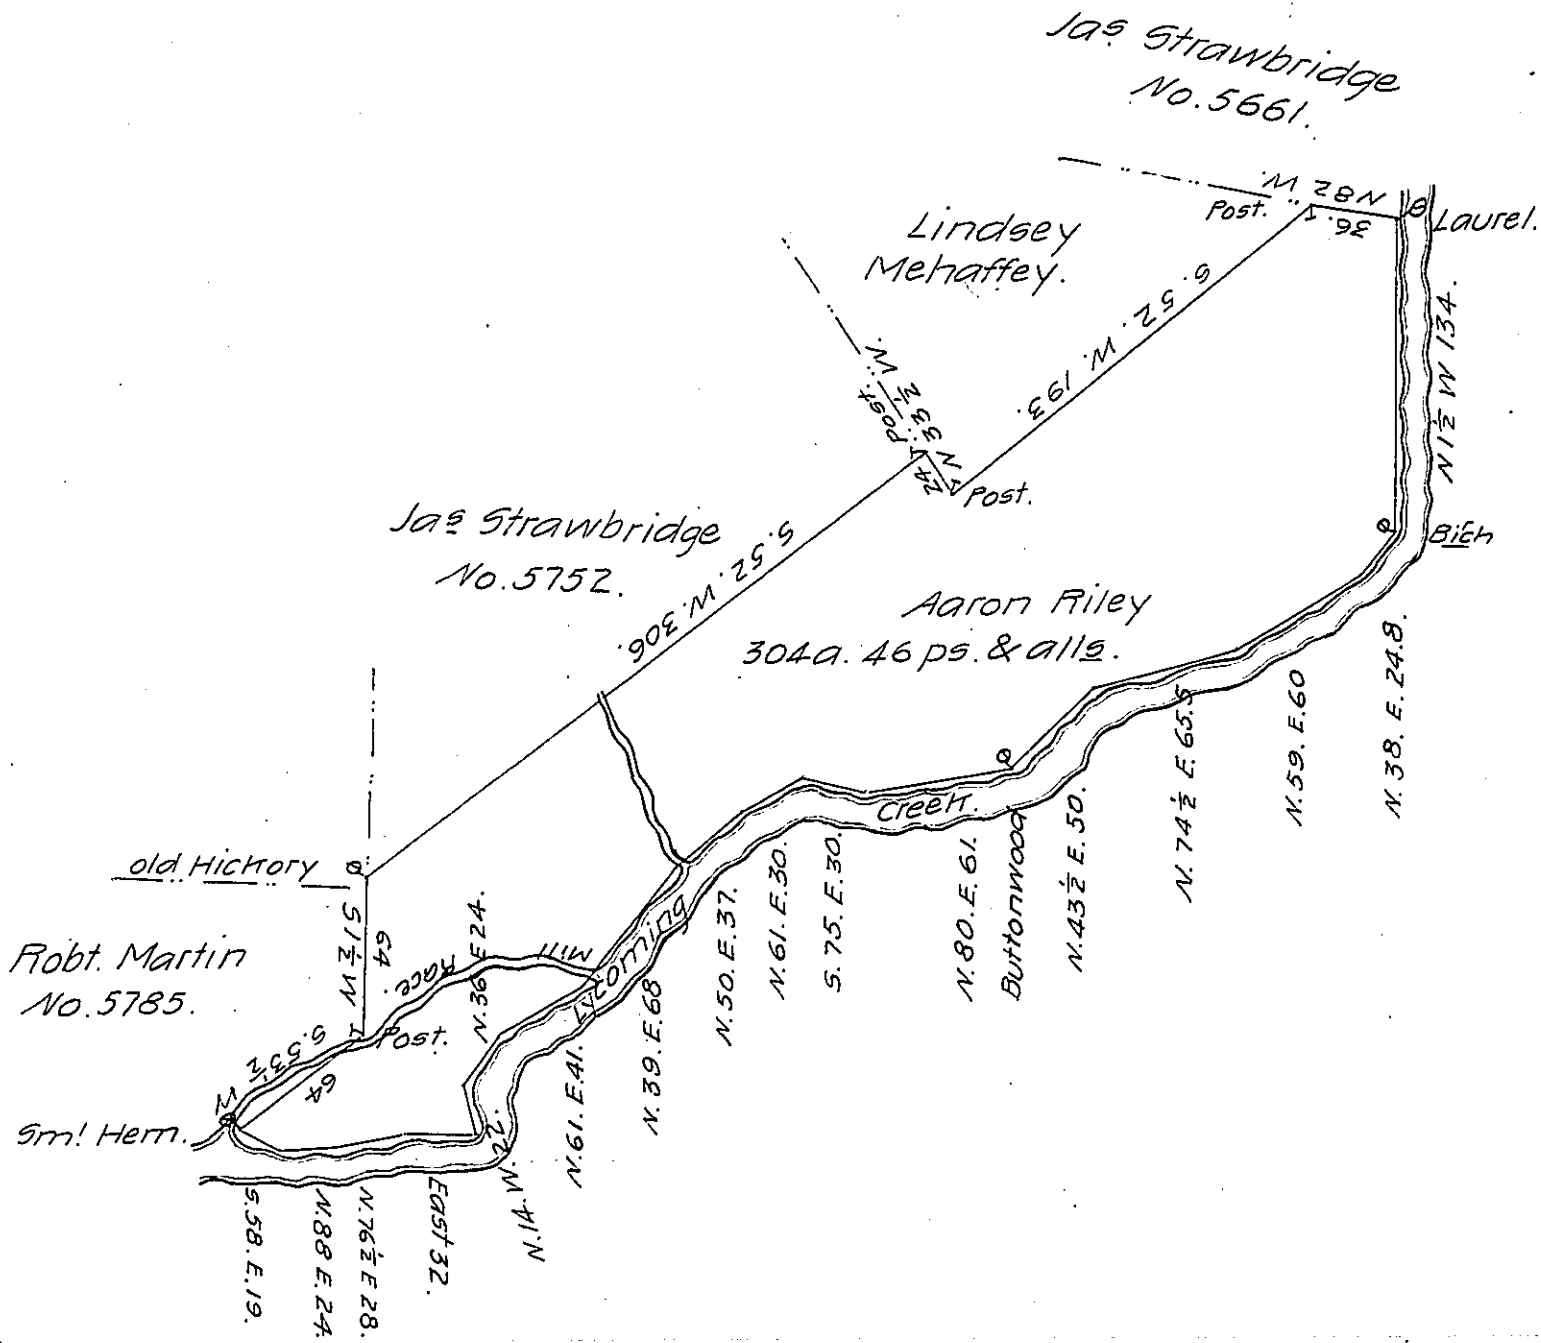 Jas Strawbridge
No. 5661.
N 82 W.
36.
Post.
Laurel.
Lindsey
Mehaffey.
S. 52. W. 193.
N 1½ W 134.
N 33½ W.
Post.
24
Post.
Bich
Jas Strawbridge
No. 5752.
S. 52. W. 306.
Aaron Riley
304a. 46 ps. & alls.
N. 38. E. 24.8.
N. 59. E. 60
N. 74½ E. 65.5
N. 43½ E. 50.
Buttonwood
N. 80. E. 61.
S. 75. E. 30.
N. 61. E. 30.
N. 50. E. 37.
N. 39. E. 68
N. 61. E. 41.
N. 36 E 24.
N. 14. W. 22.
East 32.
N. 76½ E 28.
N. 88 E. 24.
S. 58. E. 19.
Lycoming Creek.
Mill Race.
old Hickory
S 1½ W
64
Robt. Martin
No. 5785.
Post.
S. 53½ W
64
Sml Hem.